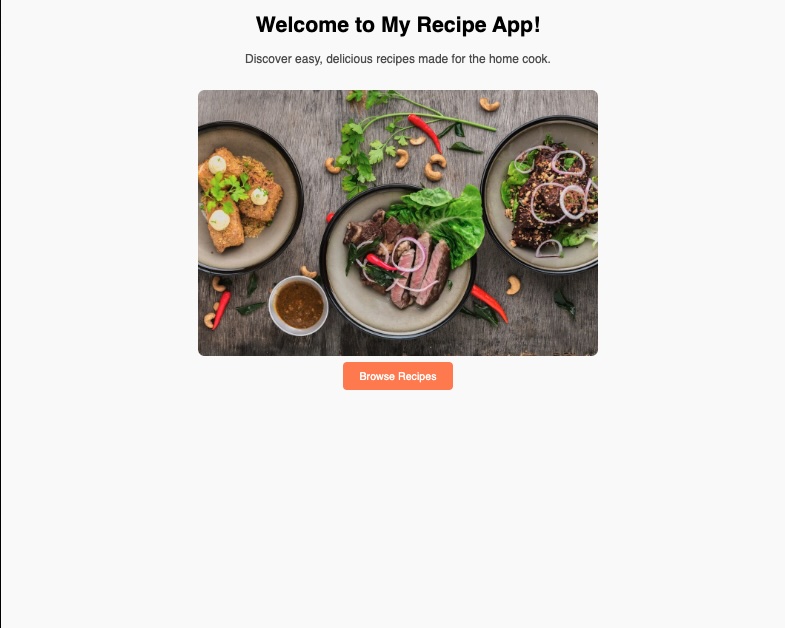 Welcome to My Recipe App!
Discover easy, delicious recipes made for the home cook.
Browse Recipes